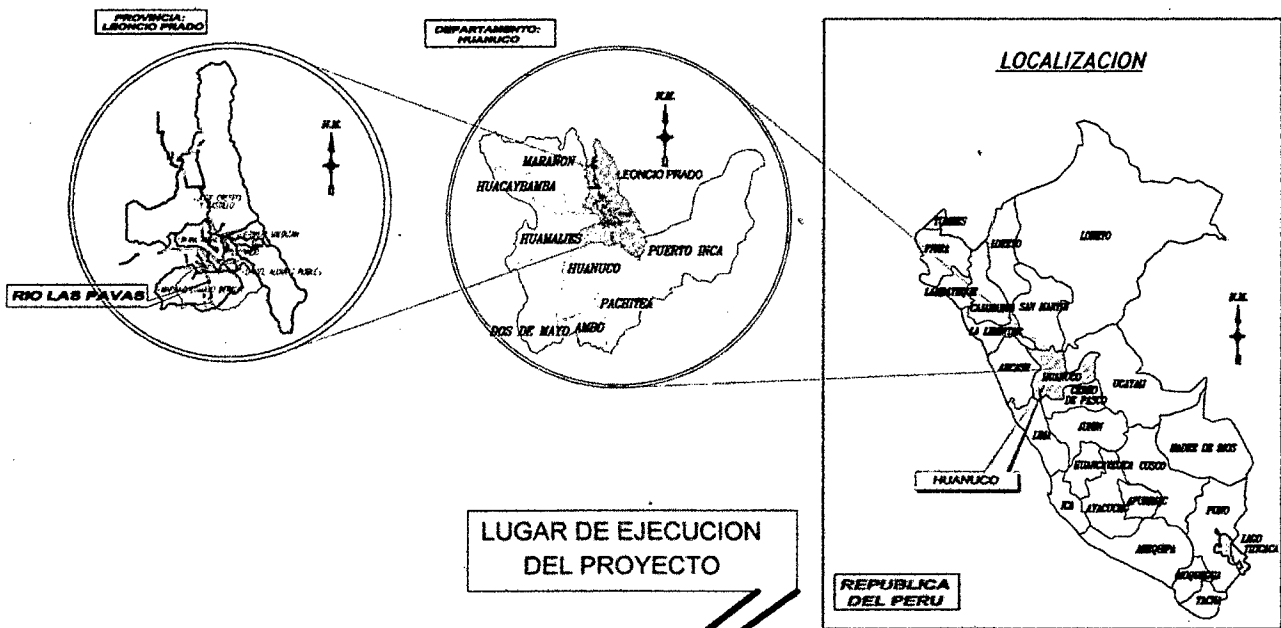 PROVINCIA:
LEONCIO PRADO
N.M.
RIO LAS PAVAS
DEPARTAMENTO:
HUANUCO
N.M.
MARAÑON
LEONCIO PRADO
HUACAYBAMBA
HUAMALIES
PUERTO INCA
HUANUCO
PACHITEA
DOS DE MAYO
AMBO
LOCALIZACION
N.M.
TUMBES
PIURA
LORETO
LORETO
LAMBAYEQUE
CAJAMARCA
SAN MARTIN
LA LIBERTAD
ANCASH
HUANUCO
UCAYALI
CERRO
DE PASCO
LIMA
JUNIN
MADRE DE DIOS
HUANCAVELICA
CUSCO
HUANUCO
ICA
AYACUCHO
APURIMAC
PUNO
AREQUIPA
LAGO
TITICACA
MOQUEGUA
TACNA
REPUBLICA
DEL PERU
LUGAR DE EJECUCION
DEL PROYECTO